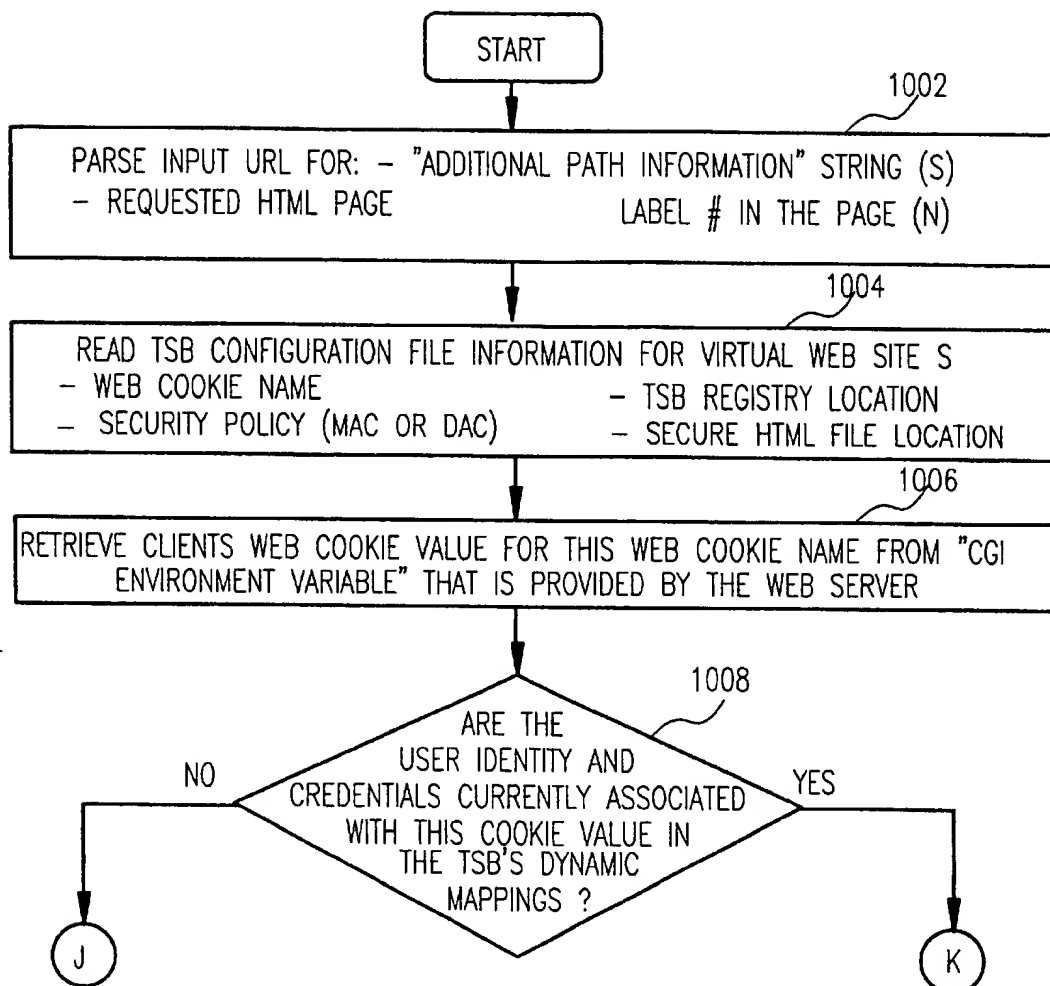 START
1002
PARSE INPUT URL FOR: – "ADDITIONAL PATH INFORMATION" STRING (S)
– REQUESTED HTML PAGE LABEL # IN THE PAGE (N)
1004
READ TSB CONFIGURATION FILE INFORMATION FOR VIRTUAL WEB SITE S
– WEB COOKIE NAME – TSB REGISTRY LOCATION
– SECURITY POLICY (MAC OR DAC) – SECURE HTML FILE LOCATION
1006
RETRIEVE CLIENTS WEB COOKIE VALUE FOR THIS WEB COOKIE NAME FROM "CGI
ENVIRONMENT VARIABLE" THAT IS PROVIDED BY THE WEB SERVER
1008
ARE THE
USER IDENTITY AND
CREDENTIALS CURRENTLY ASSOCIATED
WITH THIS COOKIE VALUE IN
THE TSB'S DYNAMIC
MAPPINGS ?
NO
YES
J
K